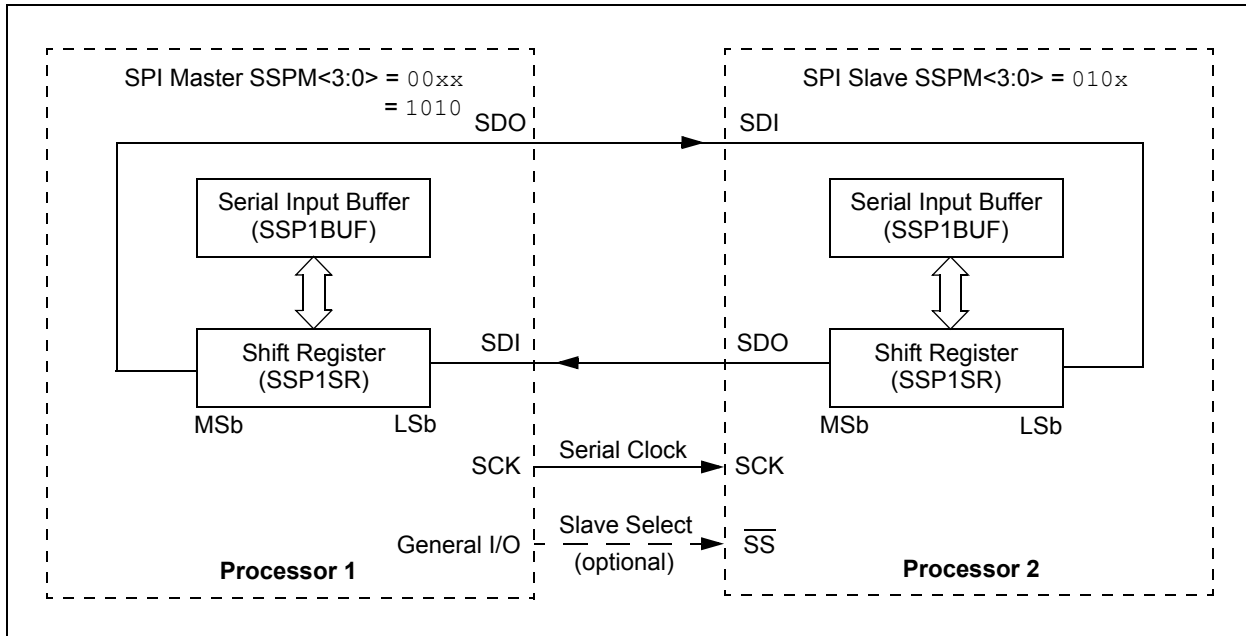 SPI Master SSPM<3:0> = 00xx
= 1010
SPI Slave SSPM<3:0> = 010x
SDO
SDI
Serial Input Buffer
(SSP1BUF)
Serial Input Buffer
(SSP1BUF)
Shift Register
(SSP1SR)
SDI
SDO
Shift Register
(SSP1SR)
MSb
LSb
MSb
LSb
SCK
Serial Clock
SCK
General I/O
Slave Select
(optional)
SS
Processor 1
Processor 2